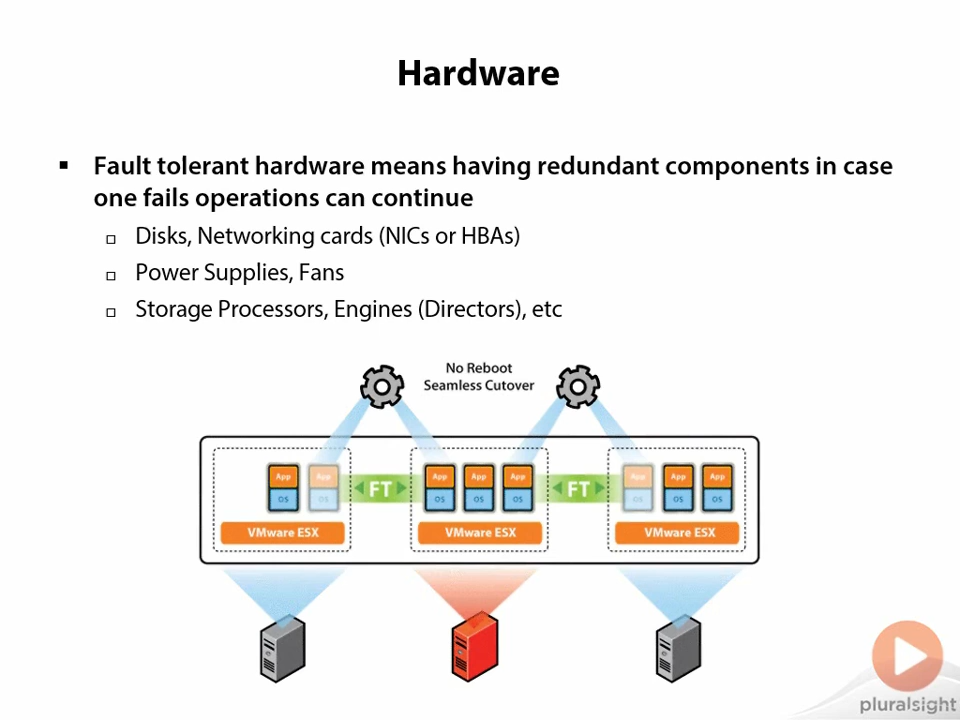 Hardware
▪ Fault tolerant hardware means having redundant components in case
one fails operations can continue
▫ Disks, Networking cards (NICs or HBAs)
▫ Power Supplies, Fans
▫ Storage Processors, Engines (Directors), etc
No Reboot
Seamless Cutover
App App App App App App App App
FT FT
OS OS OS OS OS OS OS OS
VMware ESX VMware ESX VMware ESX
pluralsight